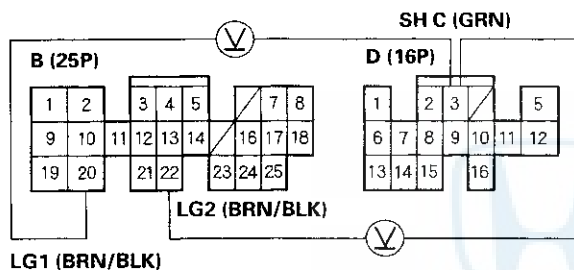 SH C (GRN)
V
B (25P)
D (16P)
1 2 3 4 5 7 8
1 2 3 5
9 10 11 12 13 14 16 17 18
6 7 8 9 10 11 12
19 20 21 22 23 24 25
13 14 15 16
LG2 (BRN/BLK)
V
LG1 (BRN/BLK)